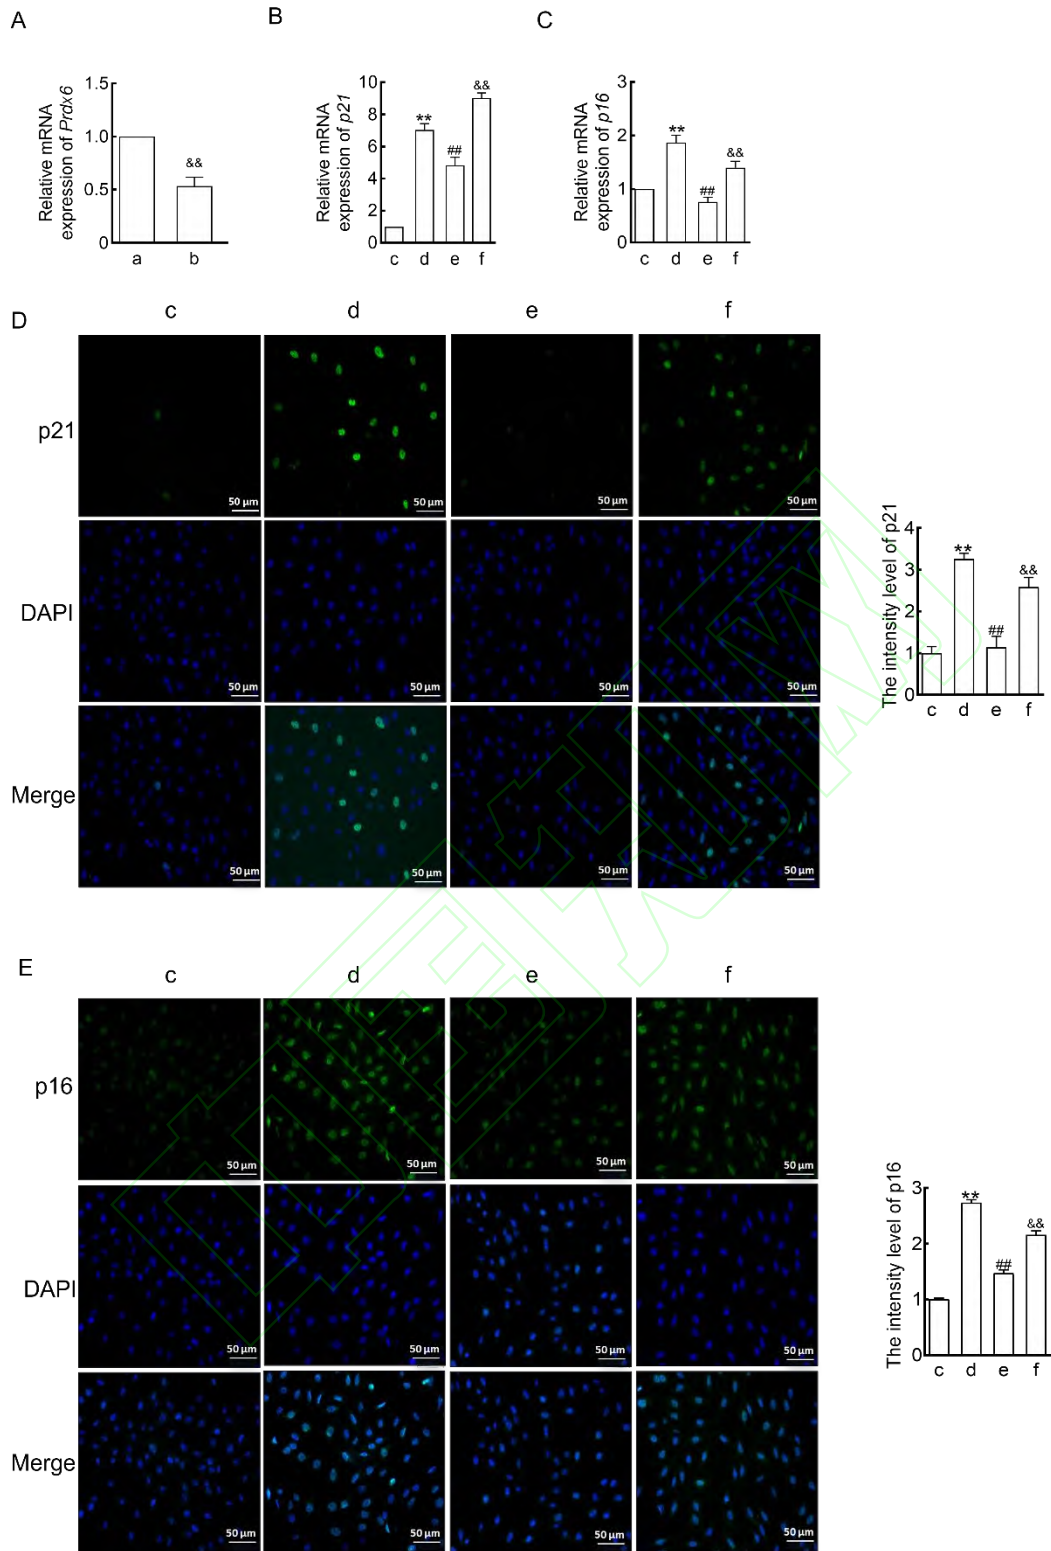 A
B
C
Relative mRNA
expression of Prdx6
1.5
1.0
0.5
0
&&
a
b
Relative mRNA
expression of p21
10
8
6
4
2
0
**
##
&&
c
d
e
f
Relative mRNA
expression of p16
3
2
1
0
**
##
&&
c
d
e
f
D
c
d
e
f
p21
50 μm
50 μm
50 μm
50 μm
DAPI
50 μm
50 μm
50 μm
50 μm
Merge
50 μm
50 μm
50 μm
50 μm
The intensity level of p21
4
3
2
1
0
**
##
&&
c
d
e
f
E
c
d
e
f
p16
50 μm
50 μm
50 μm
50 μm
DAPI
50 μm
50 μm
50 μm
50 μm
Merge
50 μm
50 μm
50 μm
50 μm
The intensity level of p16
3
2
1
0
**
##
&&
c
d
e
f